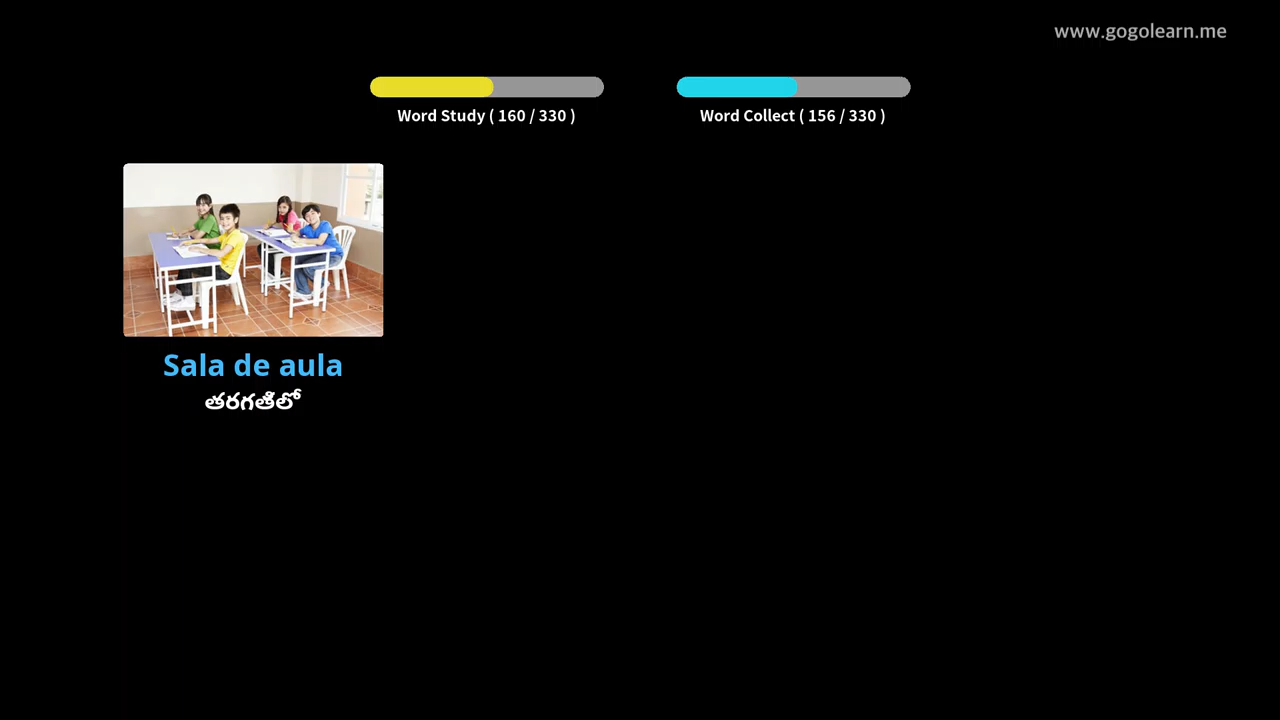 www.gogolearn.me
Word Study ( 160 / 330 )
Word Collect ( 156 / 330 )
Sala de aula
తరగతిలో